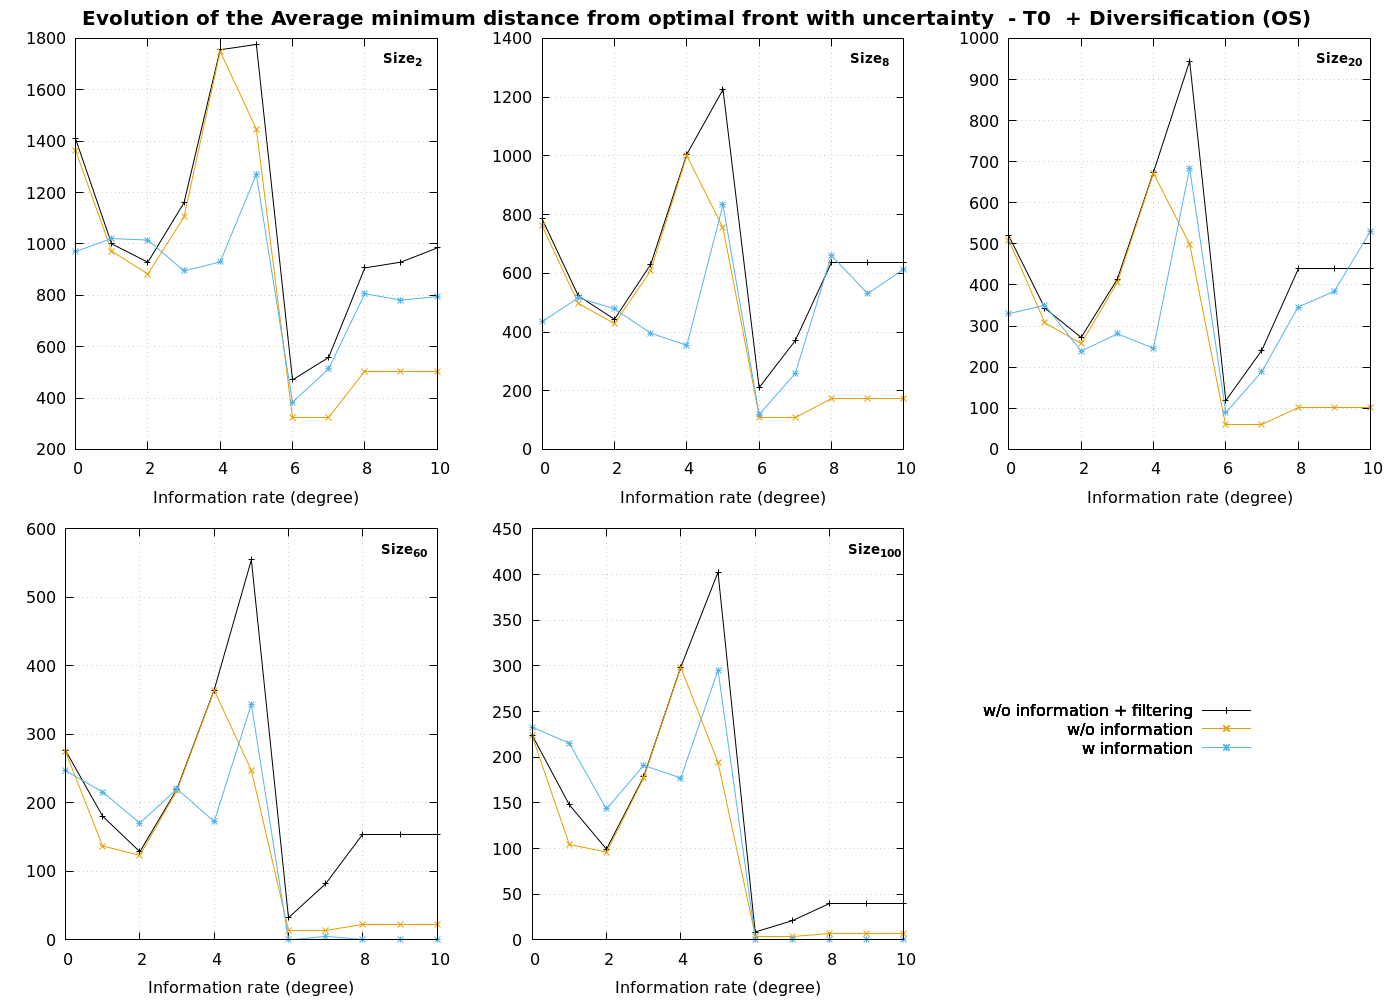 Evolution of the Average minimum distance from optimal front with uncertainty - T0 + Diversification (OS)
1800
1600
1400
1200
1000
800
600
400
200
0 2 4 6 8 10
Size2
Information rate (degree)
1400
1200
1000
800
600
400
200
0
0 2 4 6 8 10
Size8
Information rate (degree)
1000
900
800
700
600
500
400
300
200
100
0
0 2 4 6 8 10
Size20
Information rate (degree)
600
500
400
300
200
100
0
0 2 4 6 8 10
Size60
Information rate (degree)
450
400
350
300
250
200
150
100
50
0
0 2 4 6 8 10
Size100
Information rate (degree)
w/o information + filtering
w/o information
w information